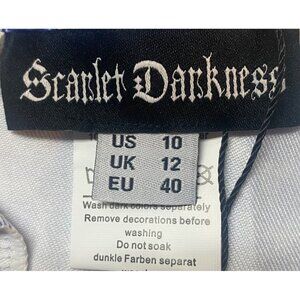 Scarlet Darkness
US 10
UK 12
EU 40
Wash dark colors separately
Remove decorations before
washing
Do not soak
dunkle Farben separat